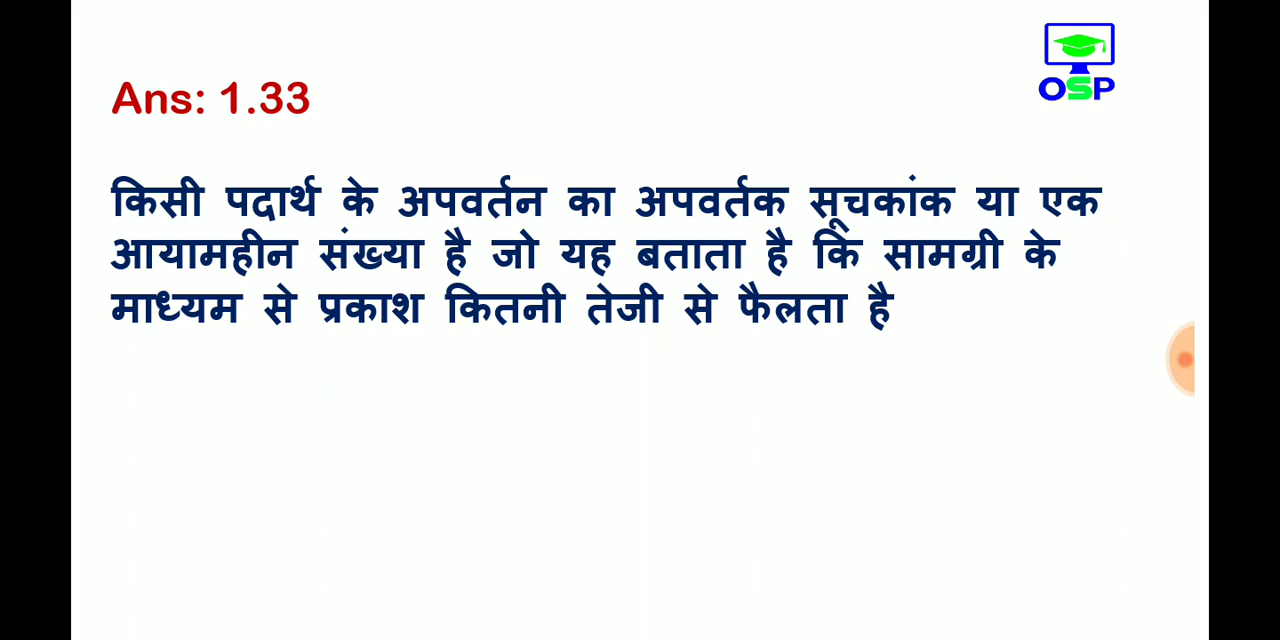 OSP
Ans: 1.33
किसी पदार्थ के अपवर्तन का अपवर्तक सूचकांक या एक
आयामहीन संख्या है जो यह बताता है कि सामग्री के
माध्यम से प्रकाश कितनी तेजी से फैलता है